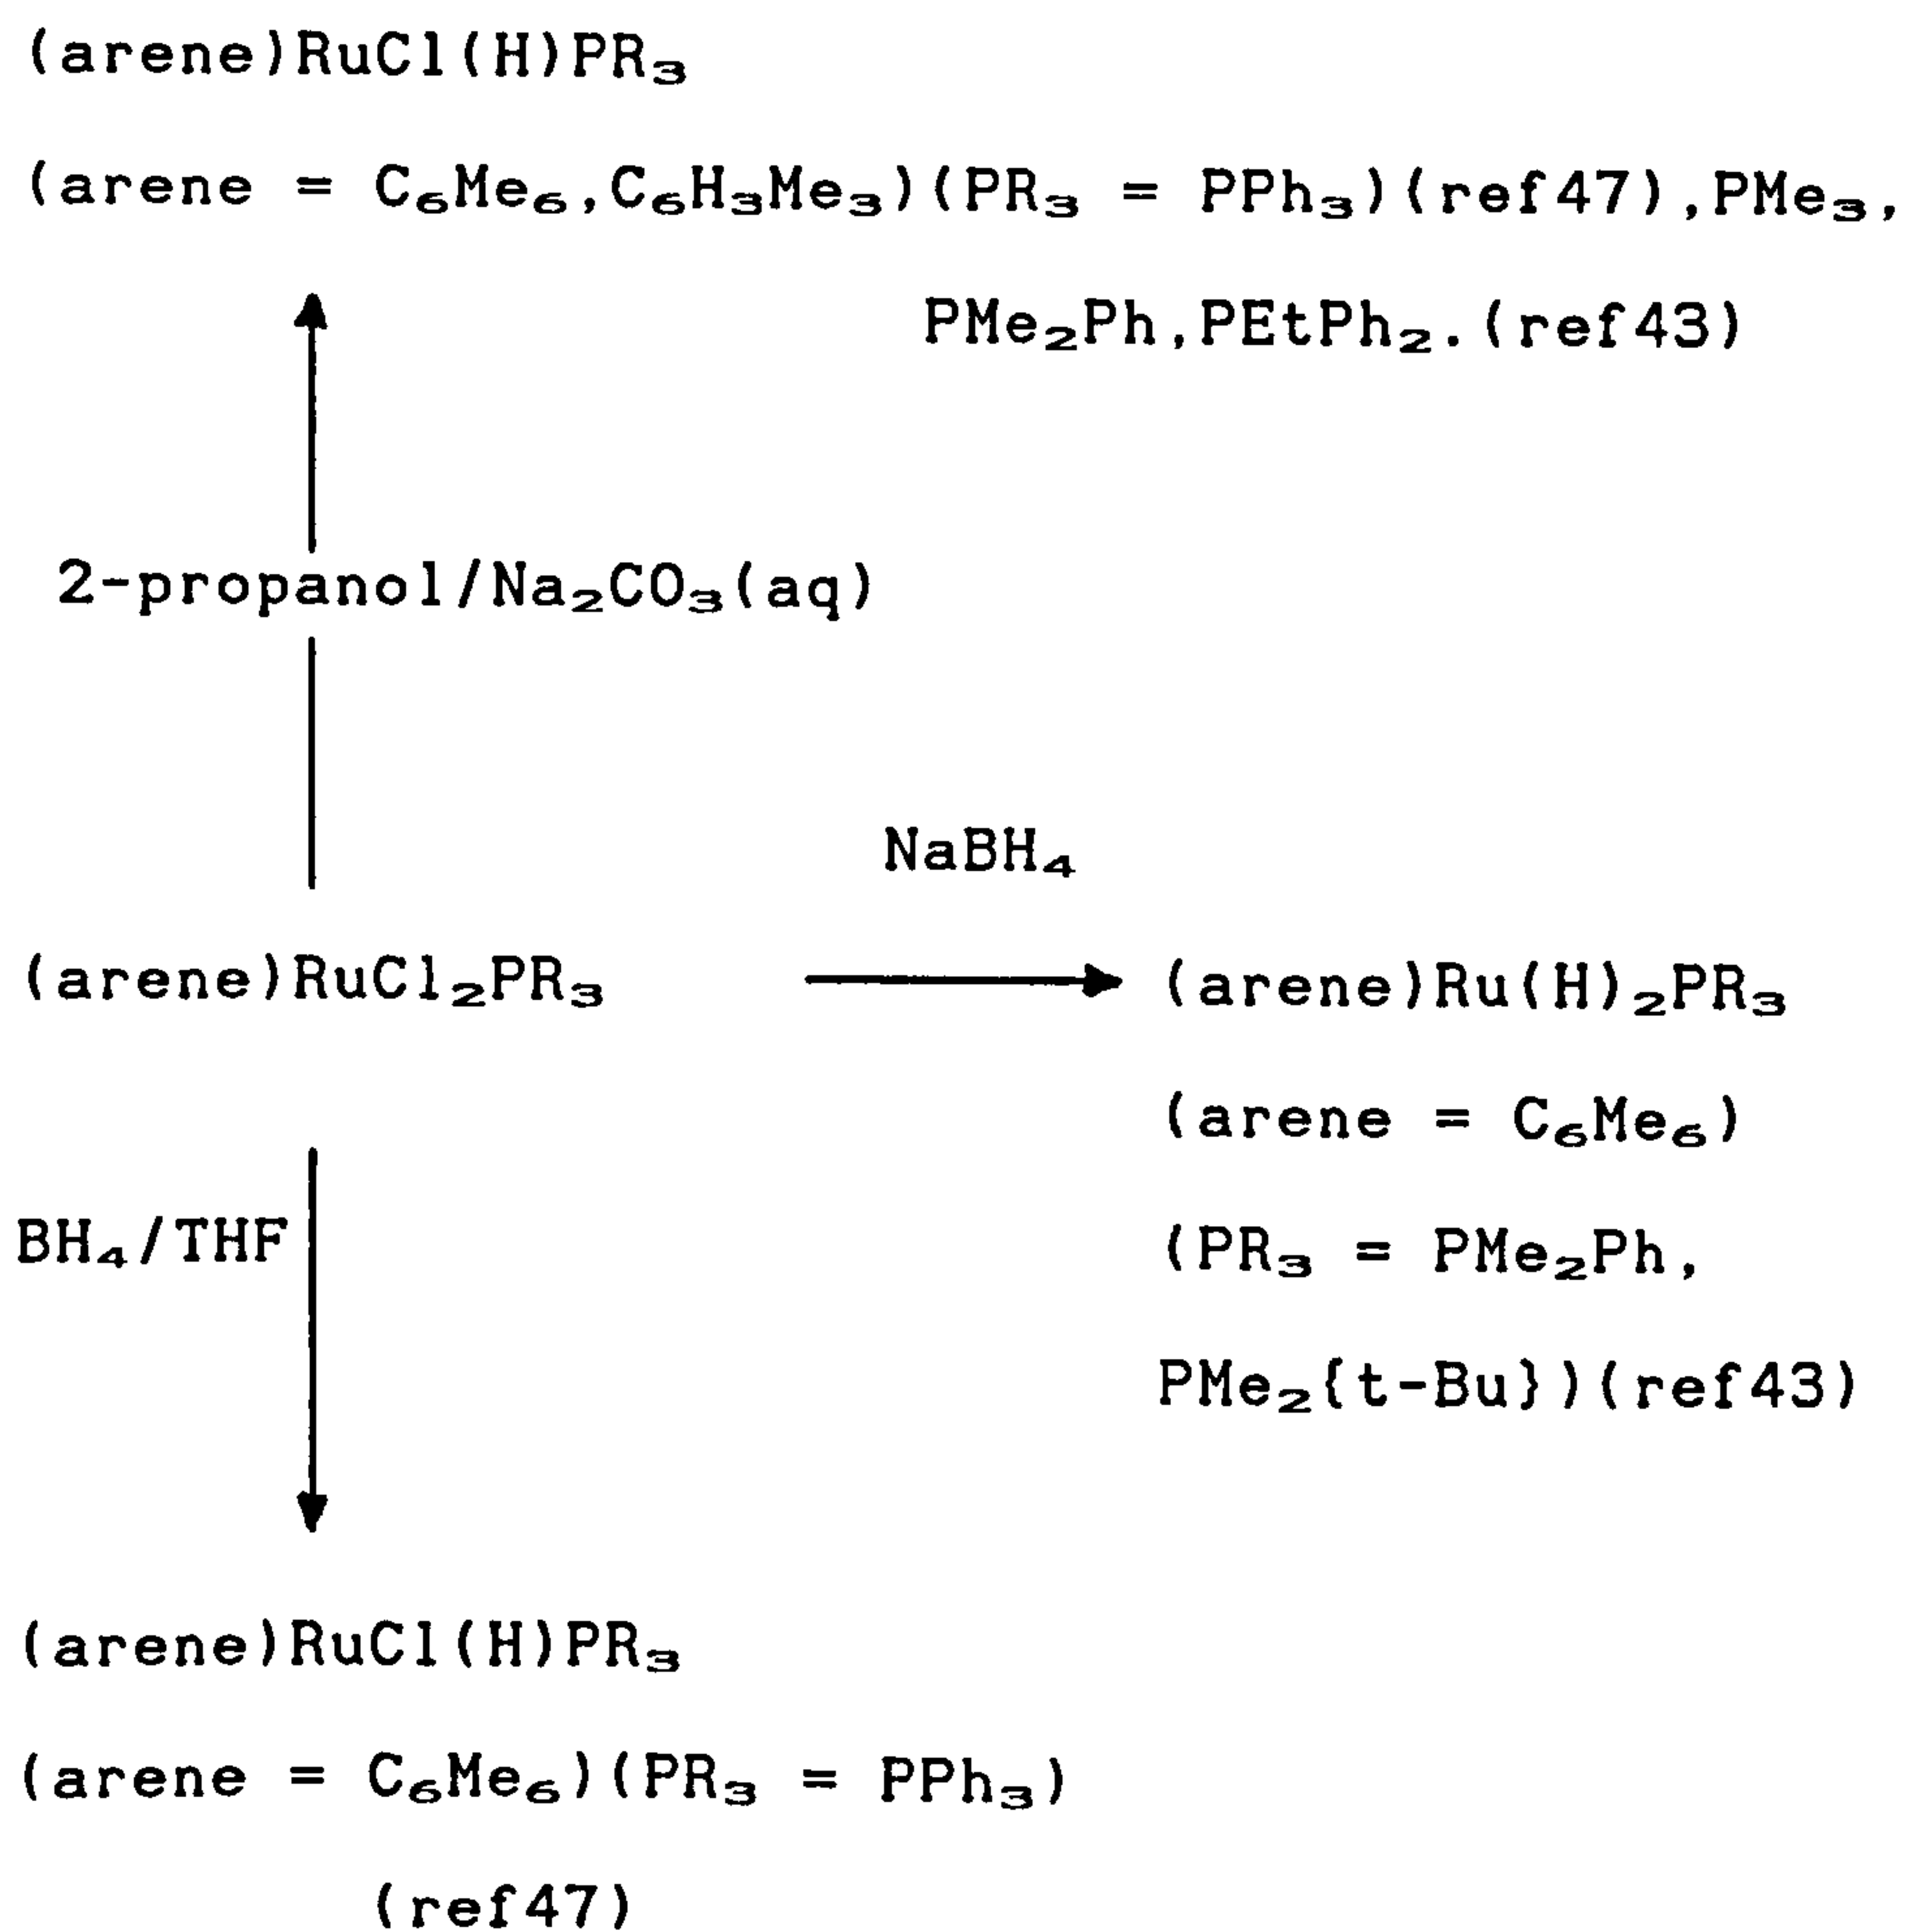 (arene)RuCl(H)PR₃
(arene = C₆Me₆,C₆H₃Me₃)(PR₃ = PPh₃)(ref47),PMe₃,
PMe₂Ph,PEtPh₂.(ref43)
2-propanol/Na₂CO₃(aq)
NaBH₄
(arene)RuCl₂PR₃
(arene)Ru(H)₂PR₃
(arene = C₆Me₆)
BH₄/THF
(PR₃ = PMe₂Ph,
PMe₂{t-Bu})(ref43)
(arene)RuCl(H)PR₃
(arene = C₆Me₆)(PR₃ = PPh₃)
(ref47)